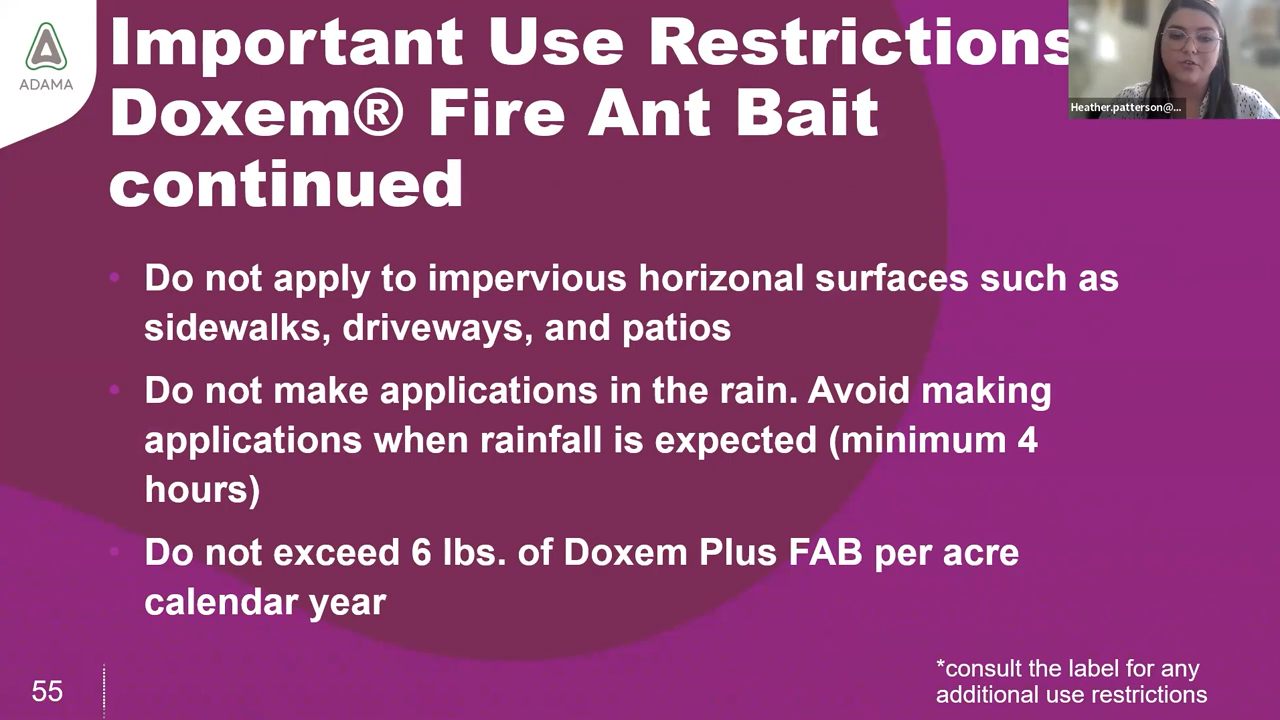 ADAMA
Important Use Restrictions
Doxem® Fire Ant Bait
continued
Heather.patterson@...
• Do not apply to impervious horizonal surfaces such as
sidewalks, driveways, and patios
• Do not make applications in the rain. Avoid making
applications when rainfall is expected (minimum 4
hours)
• Do not exceed 6 lbs. of Doxem Plus FAB per acre
calendar year
55
*consult the label for any
additional use restrictions